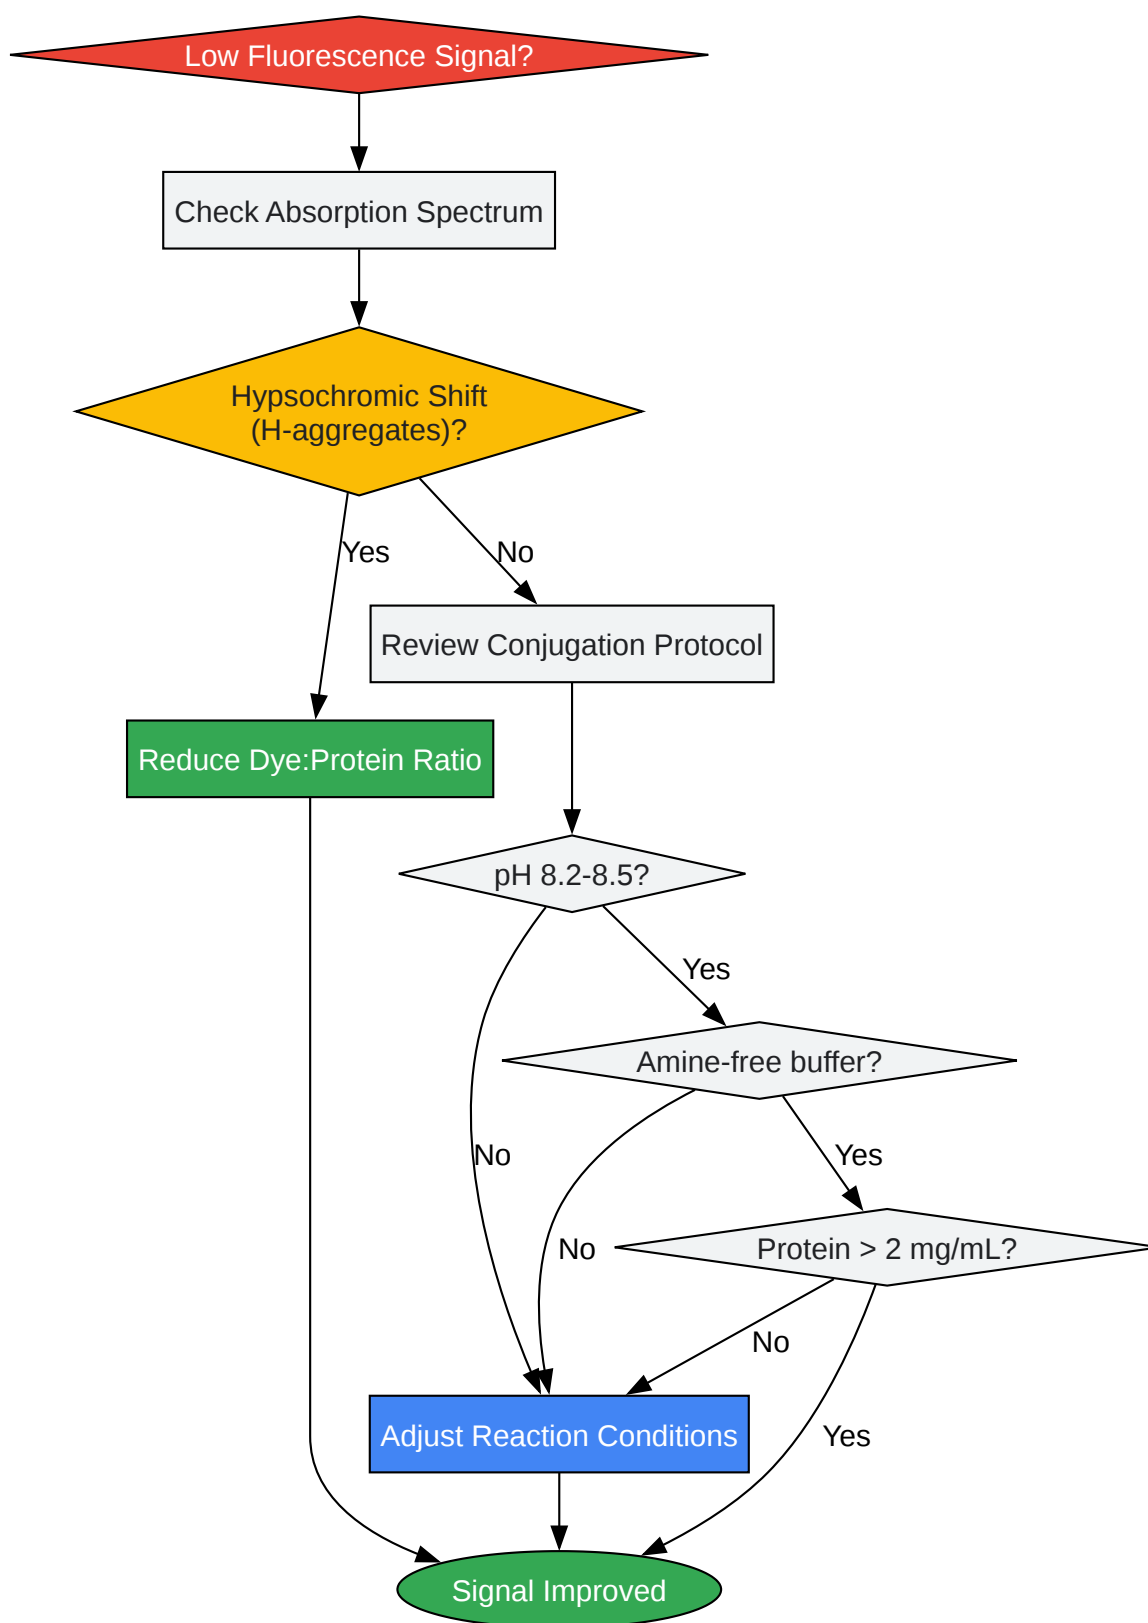 Low Fluorescence Signal?
Check Absorption Spectrum
Hypsochromic Shift
(H-aggregates)?
Yes
No
Review Conjugation Protocol
Reduce Dye:Protein Ratio
pH 8.2-8.5?
Yes
Amine-free buffer?
No
Yes
No
Protein > 2 mg/mL?
No
Adjust Reaction Conditions
Yes
Signal Improved